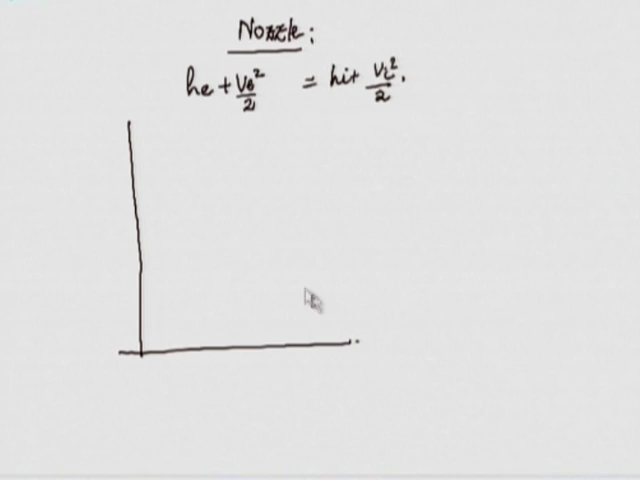 Nozzle:
he + Ve²/2 = hi + Vi²/2.